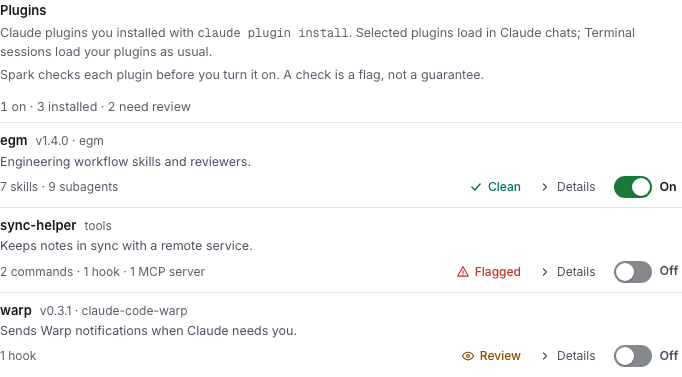 Plugins
Claude plugins you installed with claude plugin install. Selected plugins load in Claude chats; Terminal
sessions load your plugins as usual.
Spark checks each plugin before you turn it on. A check is a flag, not a guarantee.
1 on · 3 installed · 2 need review
egm v1.4.0 · egm
Engineering workflow skills and reviewers.
7 skills · 9 subagents Clean Details On
sync-helper tools
Keeps notes in sync with a remote service.
2 commands · 1 hook · 1 MCP server Flagged Details Off
warp v0.3.1 · claude-code-warp
Sends Warp notifications when Claude needs you.
1 hook Review Details Off